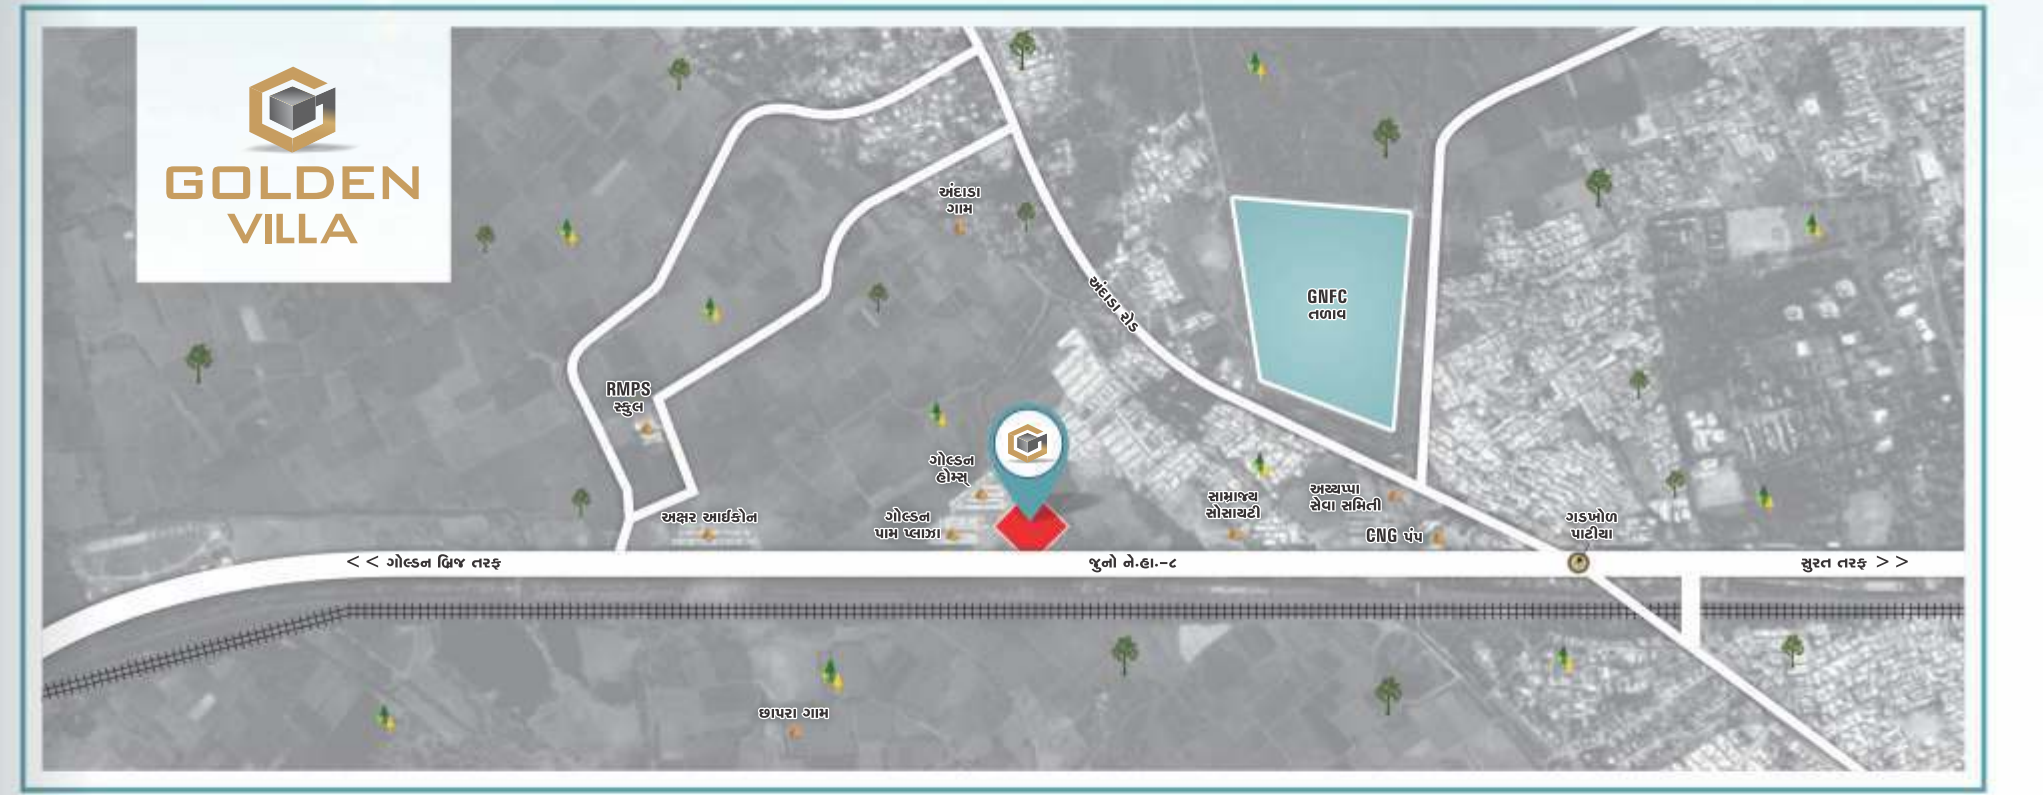 GOLDEN
VILLA
અંદાડા
ગામ
અંદાડા રોડ
GNFC
તળાવ
RMPS
સ્કુલ
ગોલ્ડન
હોમ્સ્
અક્ષર આઈકોન
ગોલ્ડન
પામ પ્લાઝા
સામ્રાજ્ય
સોસાયટી
અય્યપ્પા
સેવા સમિતી
CNG પંપ
ગડખોળ
પાટીયા
< < ગોલ્ડન બ્રિજ તરફ
જુનો ને.હા.-૮
સુરત તરફ > >
છાપરા ગામ